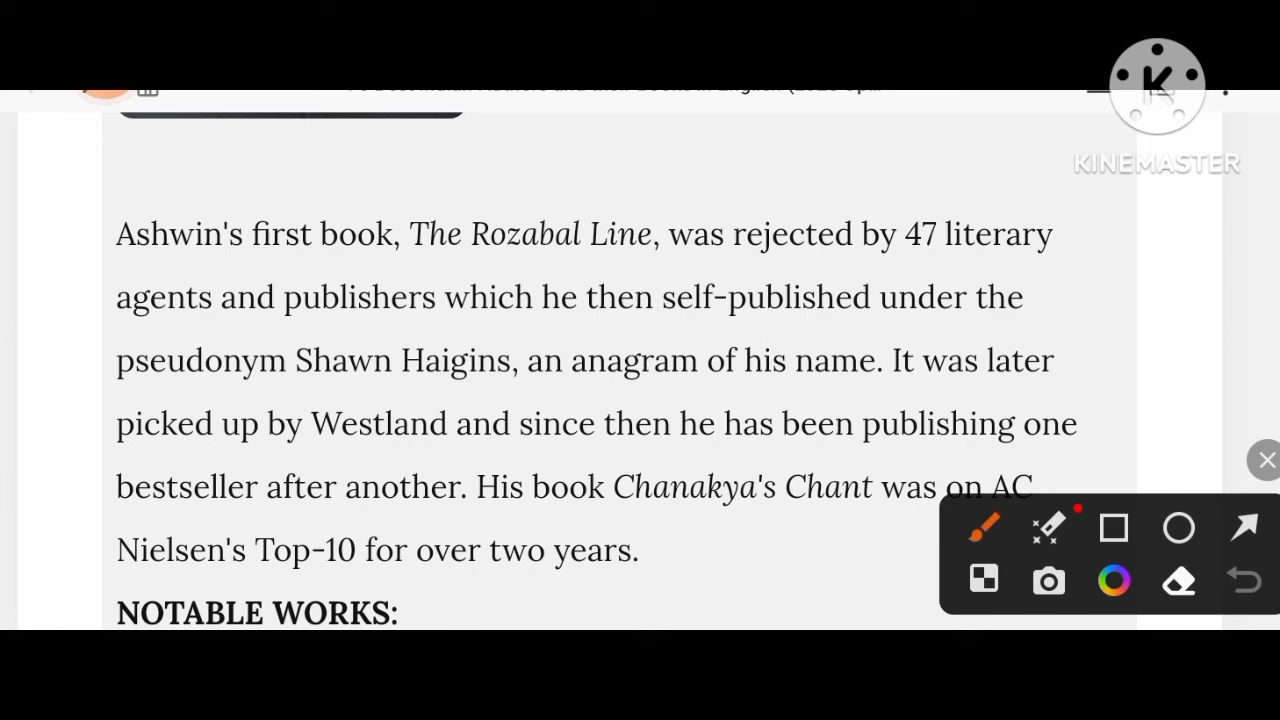 KINEMASTER
Ashwin's first book, The Rozabal Line, was rejected by 47 literary
agents and publishers which he then self-published under the
pseudonym Shawn Haigins, an anagram of his name. It was later
picked up by Westland and since then he has been publishing one
bestseller after another. His book Chanakya's Chant was on AC
Nielsen's Top-10 for over two years.
NOTABLE WORKS: